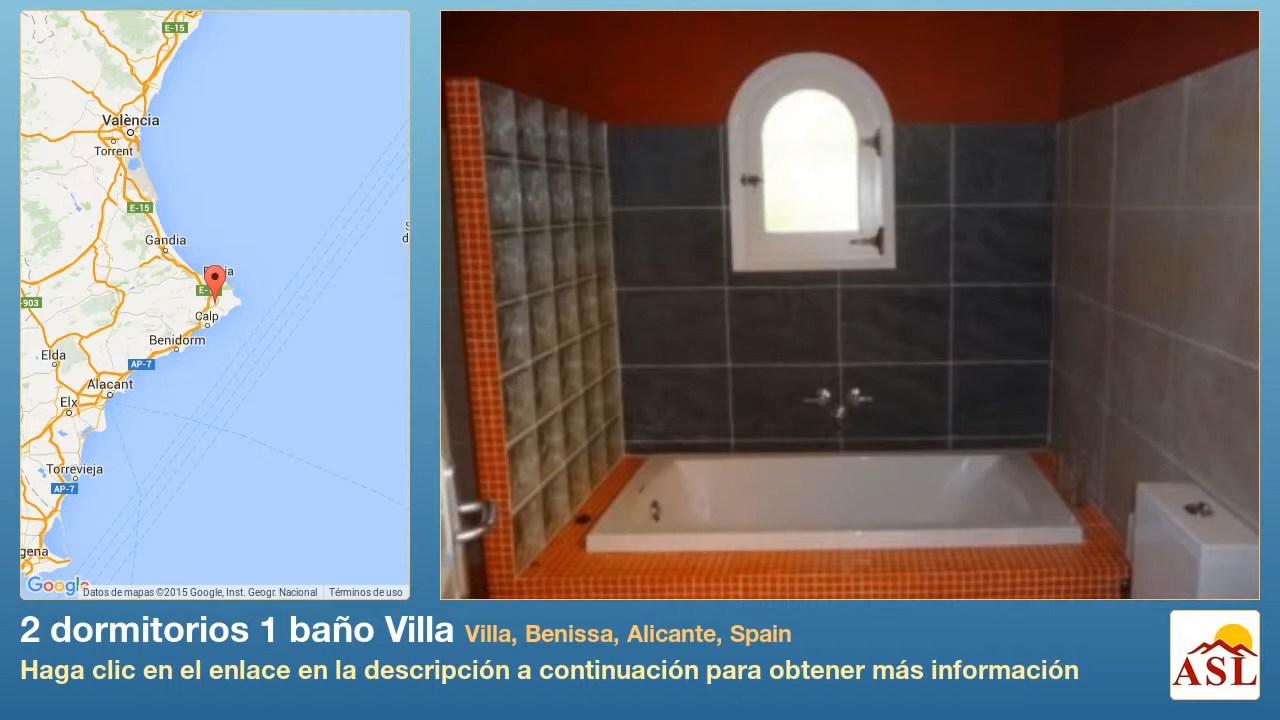 E-15
València
Torrent
E-15
Gandia
E-
903
Calp
Benidorm
Elda
AP-7
Alacant
Elx
Torrevieja
AP-7
gena
Google
Datos de mapas ©2015 Google, Inst. Geogr. Nacional
Términos de uso
2 dormitorios 1 baño Villa Villa, Benissa, Alicante, Spain
Haga clic en el enlace en la descripción a continuación para obtener más información
ASL